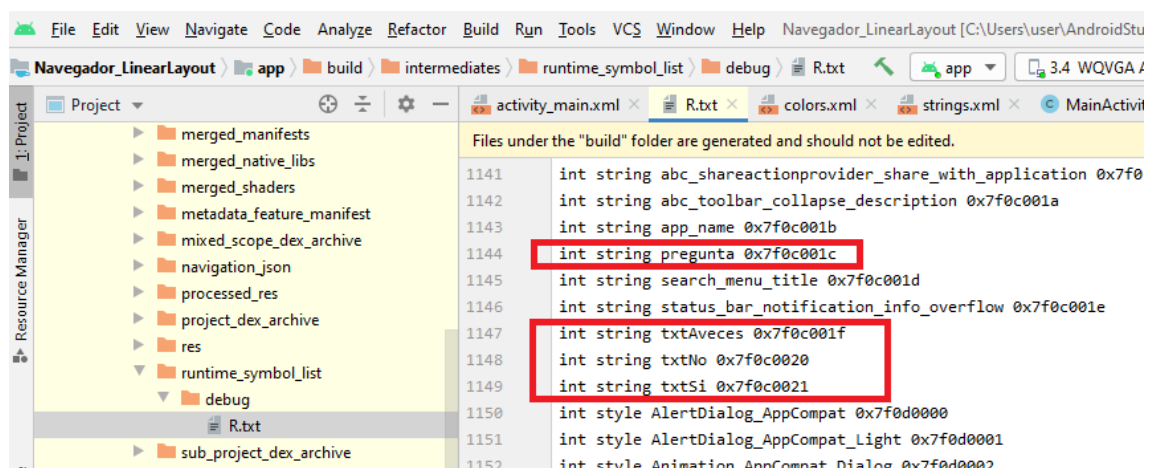 File Edit View Navigate Code Analyze Refactor Build Run Tools VCS Window Help Navegador_LinearLayout [C:\Users\user\AndroidStu
Navegador_LinearLayout app build intermediates runtime_symbol_list debug R.txt app 3.4 WQVGA A
1: Project
Resource Manager
Project
merged_manifests
merged_native_libs
merged_shaders
metadata_feature_manifest
mixed_scope_dex_archive
navigation_json
processed_res
project_dex_archive
res
runtime_symbol_list
debug
R.txt
sub_project_dex_archive
activity_main.xml R.txt colors.xml strings.xml MainActivit
Files under the "build" folder are generated and should not be edited.
1141 int string abc_shareactionprovider_share_with_application 0x7f0
1142 int string abc_toolbar_collapse_description 0x7f0c001a
1143 int string app_name 0x7f0c001b
1144 int string pregunta 0x7f0c001c
1145 int string search_menu_title 0x7f0c001d
1146 int string status_bar_notification_info_overflow 0x7f0c001e
1147 int string txtAveces 0x7f0c001f
1148 int string txtNo 0x7f0c0020
1149 int string txtSi 0x7f0c0021
1150 int style AlertDialog_AppCompat 0x7f0d0000
1151 int style AlertDialog_AppCompat_Light 0x7f0d0001
1152 int style Animation_AppCompat_Dialog 0x7f0d0002